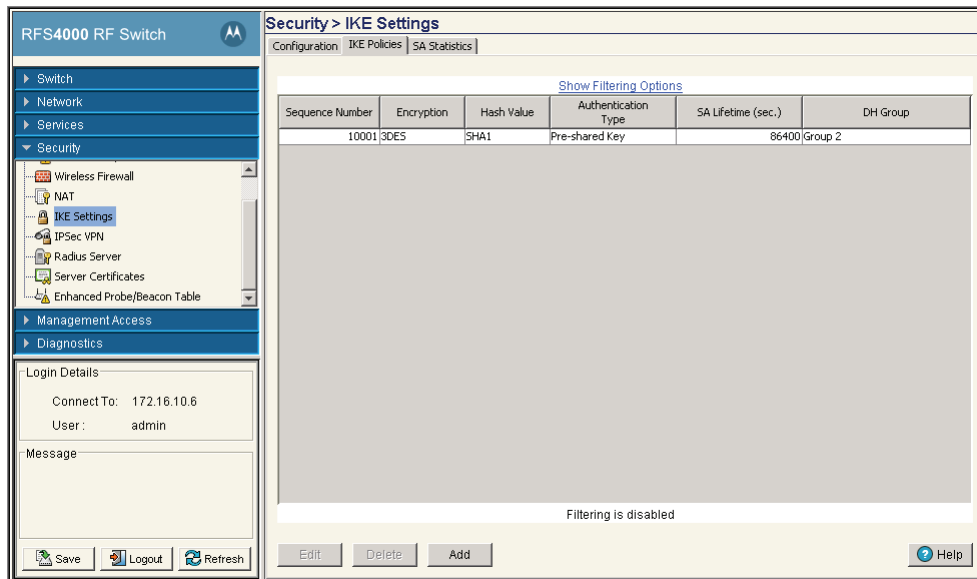 RFS4000 RF Switch
Switch
Network
Services
Security
Wireless Firewall
NAT
IKE Settings
IPSec VPN
Radius Server
Server Certificates
Enhanced Probe/Beacon Table
Management Access
Diagnostics
Login Details
Connect To: 172.16.10.6
User : admin
Message
Save Logout Refresh
Security > IKE Settings
Configuration IKE Policies SA Statistics
Show Filtering Options
Sequence Number Encryption Hash Value Authentication Type SA Lifetime (sec.) DH Group
10001 3DES SHA1 Pre-shared Key 86400 Group 2
Filtering is disabled
Edit Delete Add Help